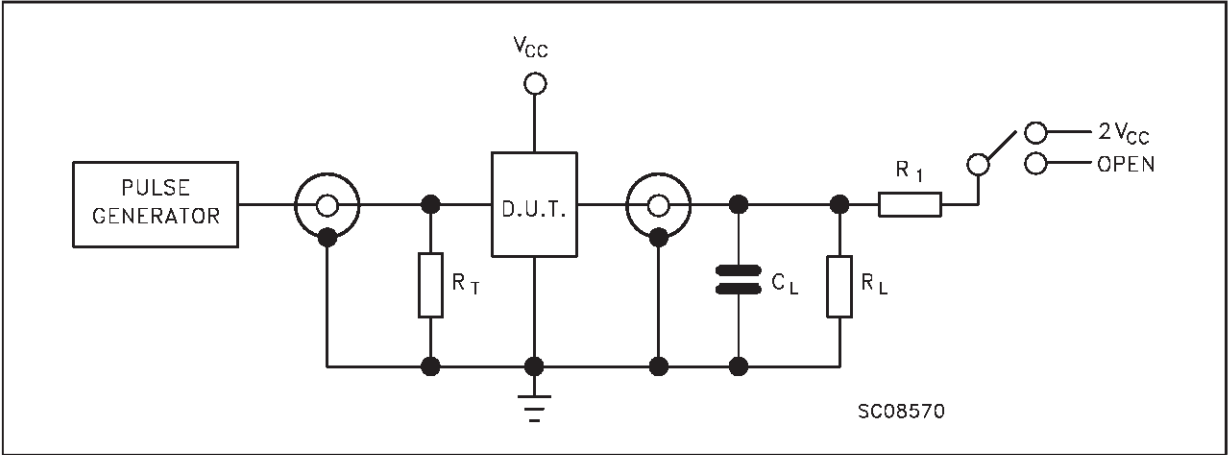 VCC
2VCC
OPEN
R1
PULSE
GENERATOR
D.U.T.
RT
CL
RL
SC08570